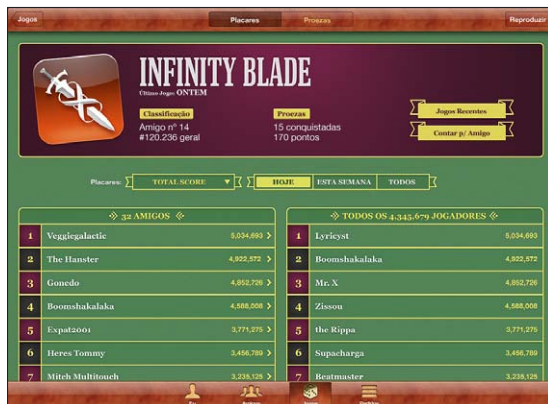 Jogos
Placares
Proezas
Reproduzir
INFINITY BLADE
Último Jogo: ONTEM
Classificação
Amigo nº 14
#120.236 geral
Proezas
15 conquistadas
170 pontos
Jogos Recentes
Contar p/ Amigo
Placares:
TOTAL SCORE
HOJE
ESTA SEMANA
TODOS
32 AMIGOS
1 Veggiegalactic 5,034,693
2 The Hanster 4,922,572
3 Gonedo 4,852,726
4 Boomshakalaka 4,588,008
5 Expat2001 3,771,275
6 Heres Tommy 3,456,789
7 Mitch Multitouch 3,235,125
TODOS OS 4,345,679 JOGADORES
1 Lyricyst 5,034,693
2 Boomshakalaka 4,922,572
3 Mr. X 4,852,726
4 Zissou 4,588,008
5 the Rippa 3,771,275
6 Supacharga 3,456,789
7 Beatmaster 3,235,125